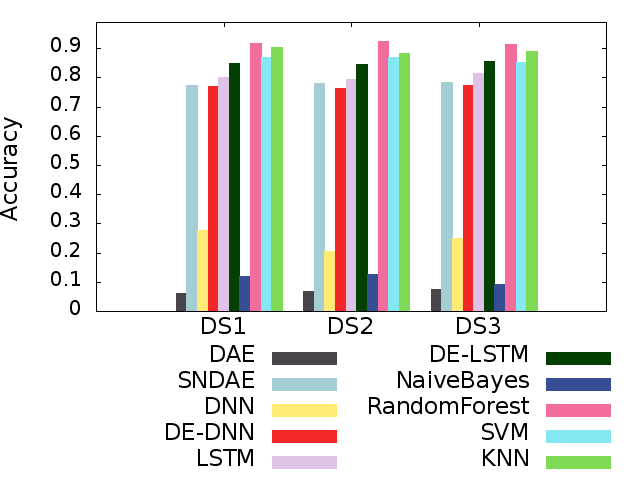 Accuracy
0.9
0.8
0.7
0.6
0.5
0.4
0.3
0.2
0.1
0
DS1 DS2 DS3
DAE DE-LSTM
SNDAE NaiveBayes
DNN RandomForest
DE-DNN SVM
LSTM KNN